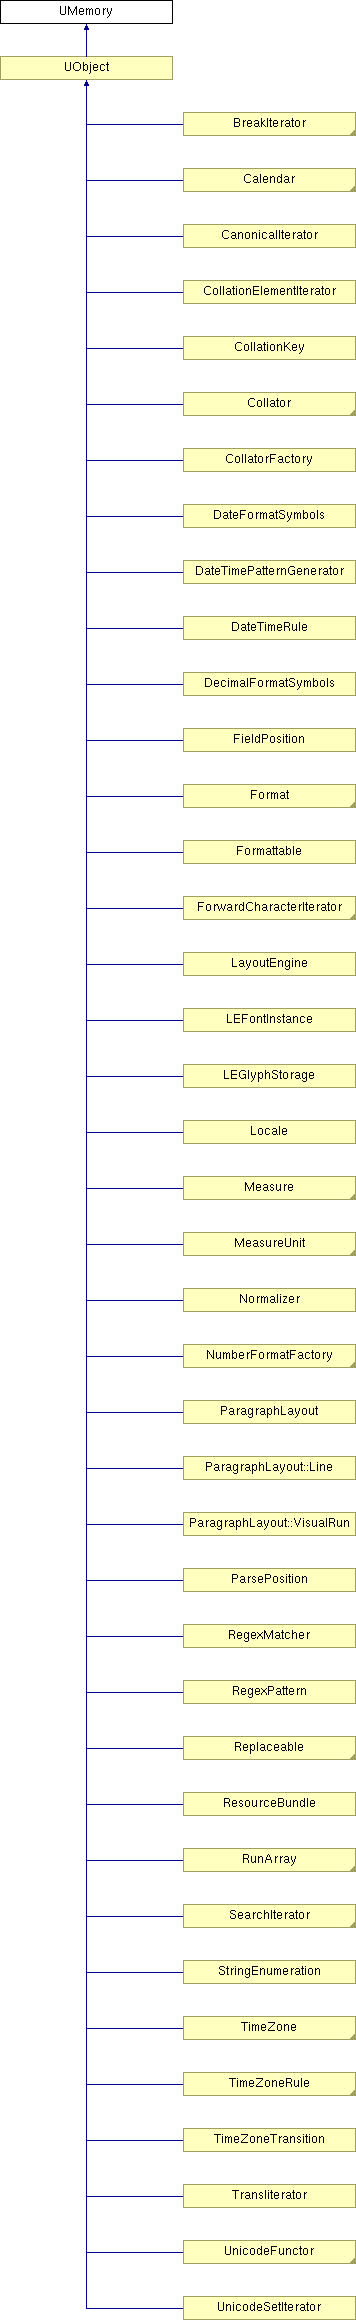 UMemory
UObject
BreakIterator
Calendar
CanonicalIterator
CollationElementIterator
CollationKey
Collator
CollatorFactory
DateFormatSymbols
DateTimePatternGenerator
DateTimeRule
DecimalFormatSymbols
FieldPosition
Format
Formattable
ForwardCharacterIterator
LayoutEngine
LEFontInstance
LEGlyphStorage
Locale
Measure
MeasureUnit
Normalizer
NumberFormatFactory
ParagraphLayout
ParagraphLayout::Line
ParagraphLayout::VisualRun
ParsePosition
RegexMatcher
RegexPattern
Replaceable
ResourceBundle
RunArray
SearchIterator
StringEnumeration
TimeZone
TimeZoneRule
TimeZoneTransition
Transliterator
UnicodeFunctor
UnicodeSetIterator